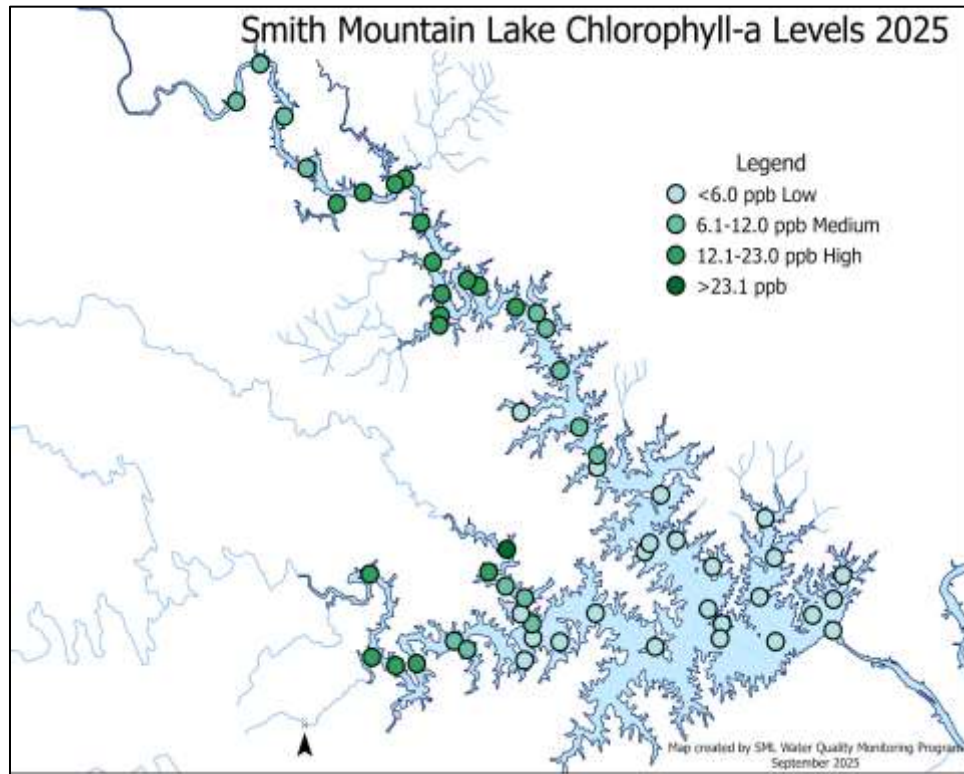 Smith Mountain Lake Chlorophyll-a Levels 2025
Legend
<6.0 ppb Low
6.1-12.0 ppb Medium
12.1-23.0 ppb High
>23.1 ppb
Map created by SML Water Quality Monitoring Program
September 2025